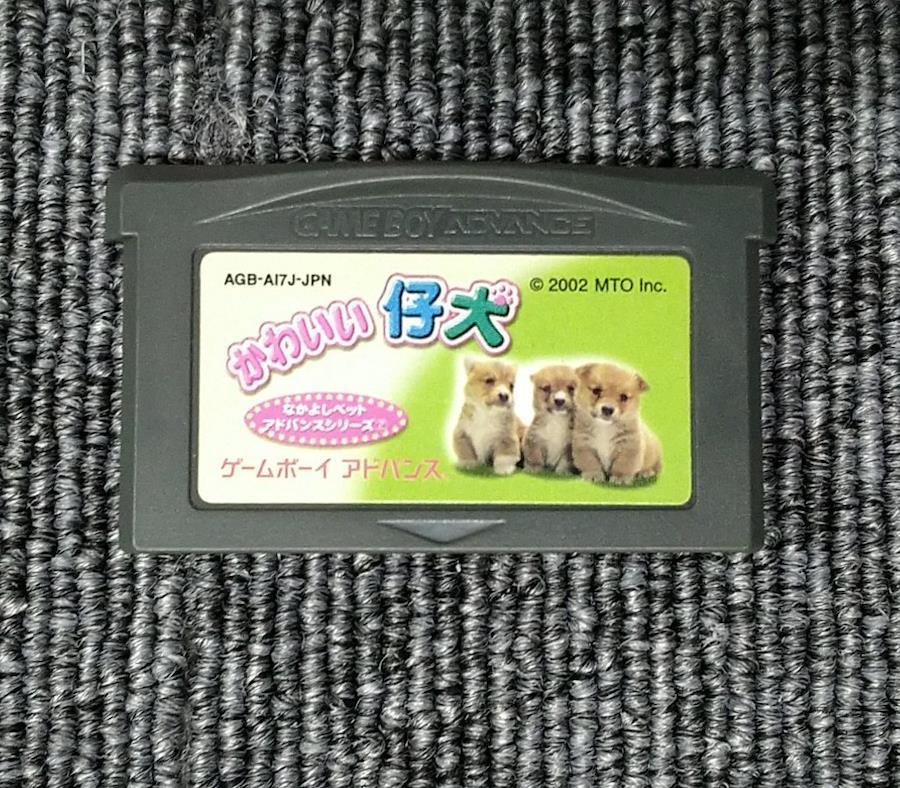 GAME BOY ADVANCE
AGB-AI7J-JPN
© 2002 MTO Inc.
かわいい仔犬
なかよしペット
アドバンスシリーズ②
ゲームボーイ アドバンス